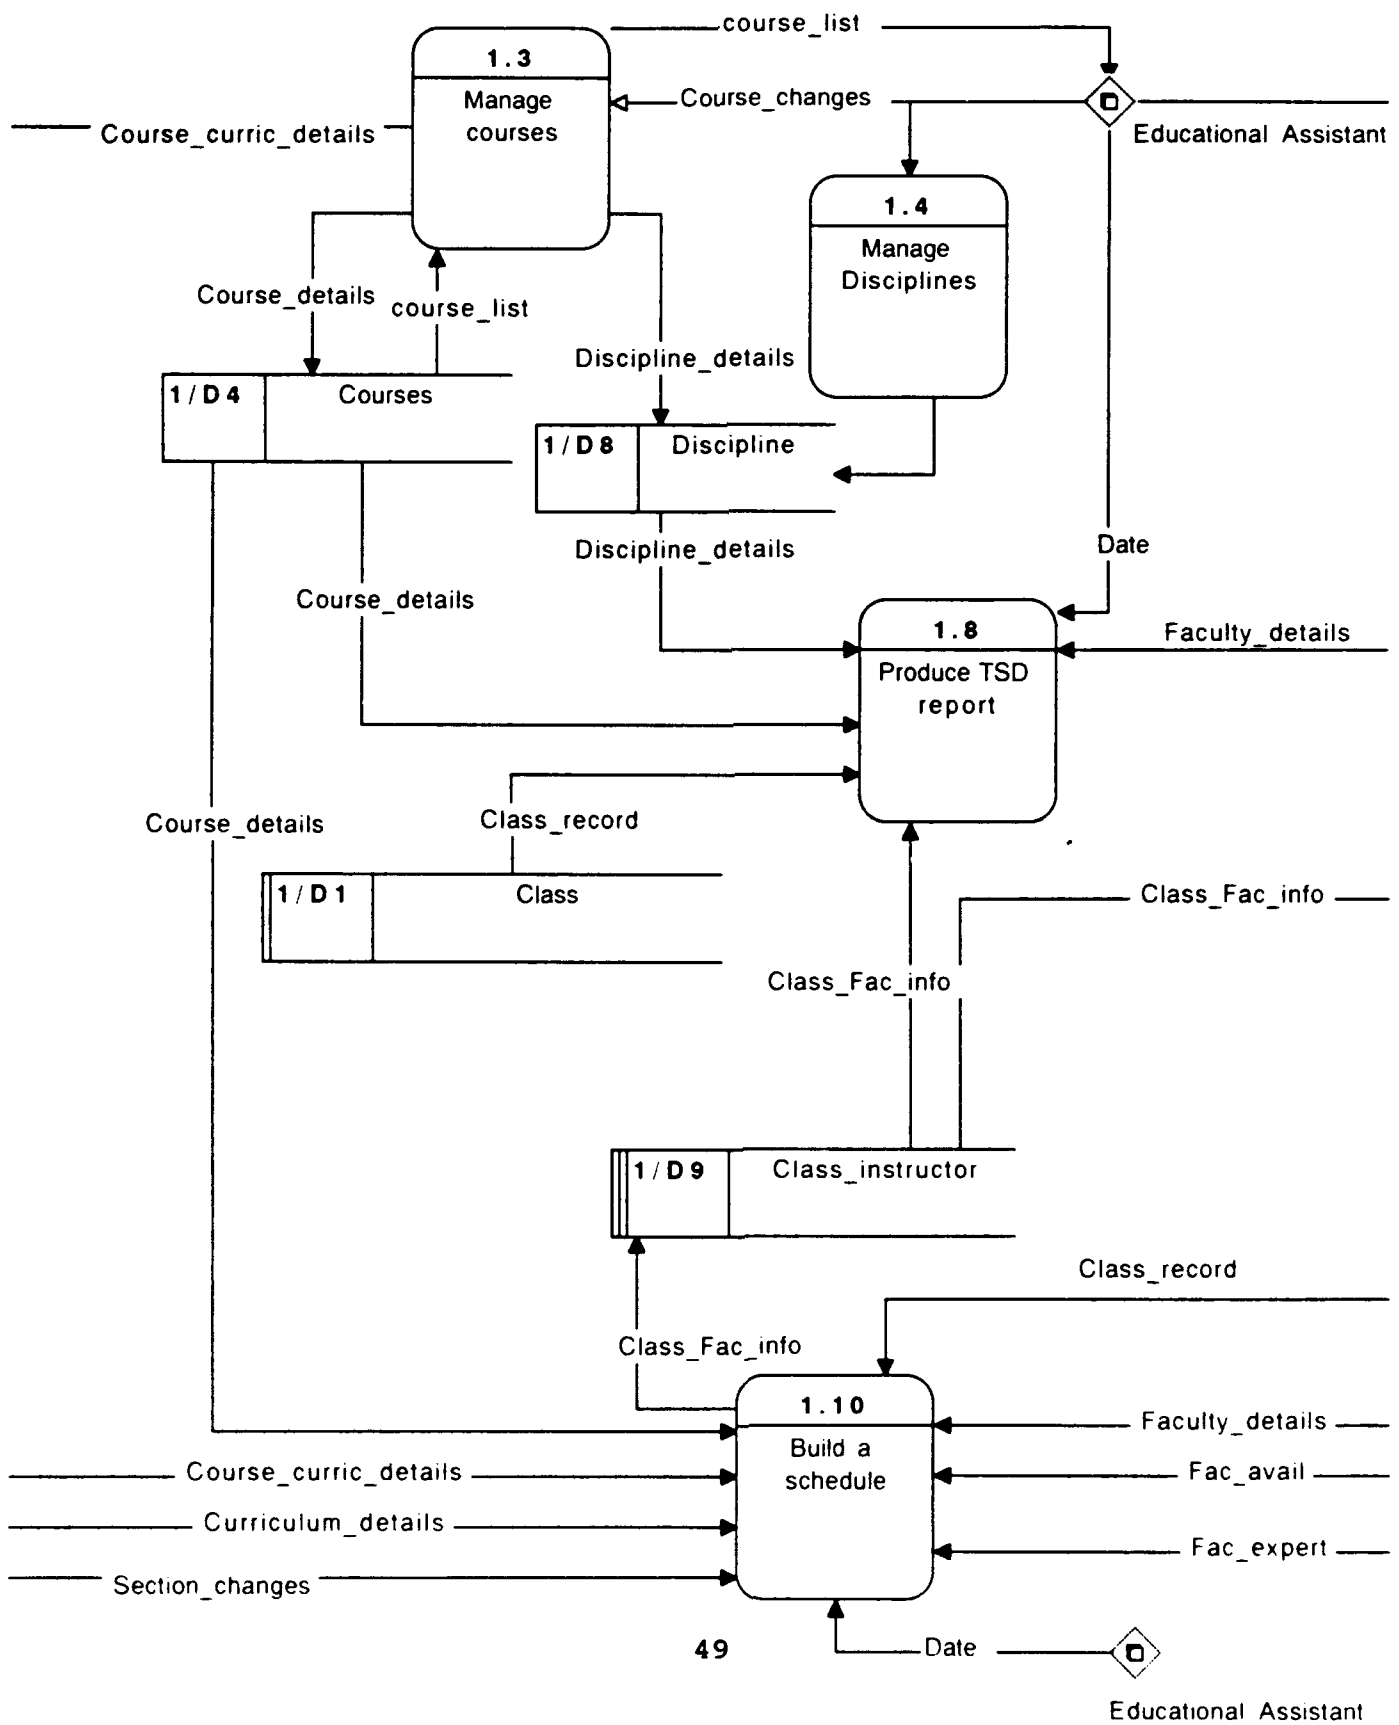 course_list
1.3
Manage
courses
Course_changes
Course_curric_details
Educational Assistant
1.4
Manage
Disciplines
Course_details
course_list
Discipline_details
1/D4
Courses
1/D8
Discipline
Discipline_details
Date
Course_details
1.8
Faculty_details
Produce TSD
report
Course_details
Class_record
1/D1
Class
Class_Fac_info
Class_Fac_info
1/D9
Class_instructor
Class_record
Class_Fac_info
1.10
Faculty_details
Build a
schedule
Course_curric_details
Fac_avail
Curriculum_details
Fac_expert
Section_changes
49
Date
Educational Assistant